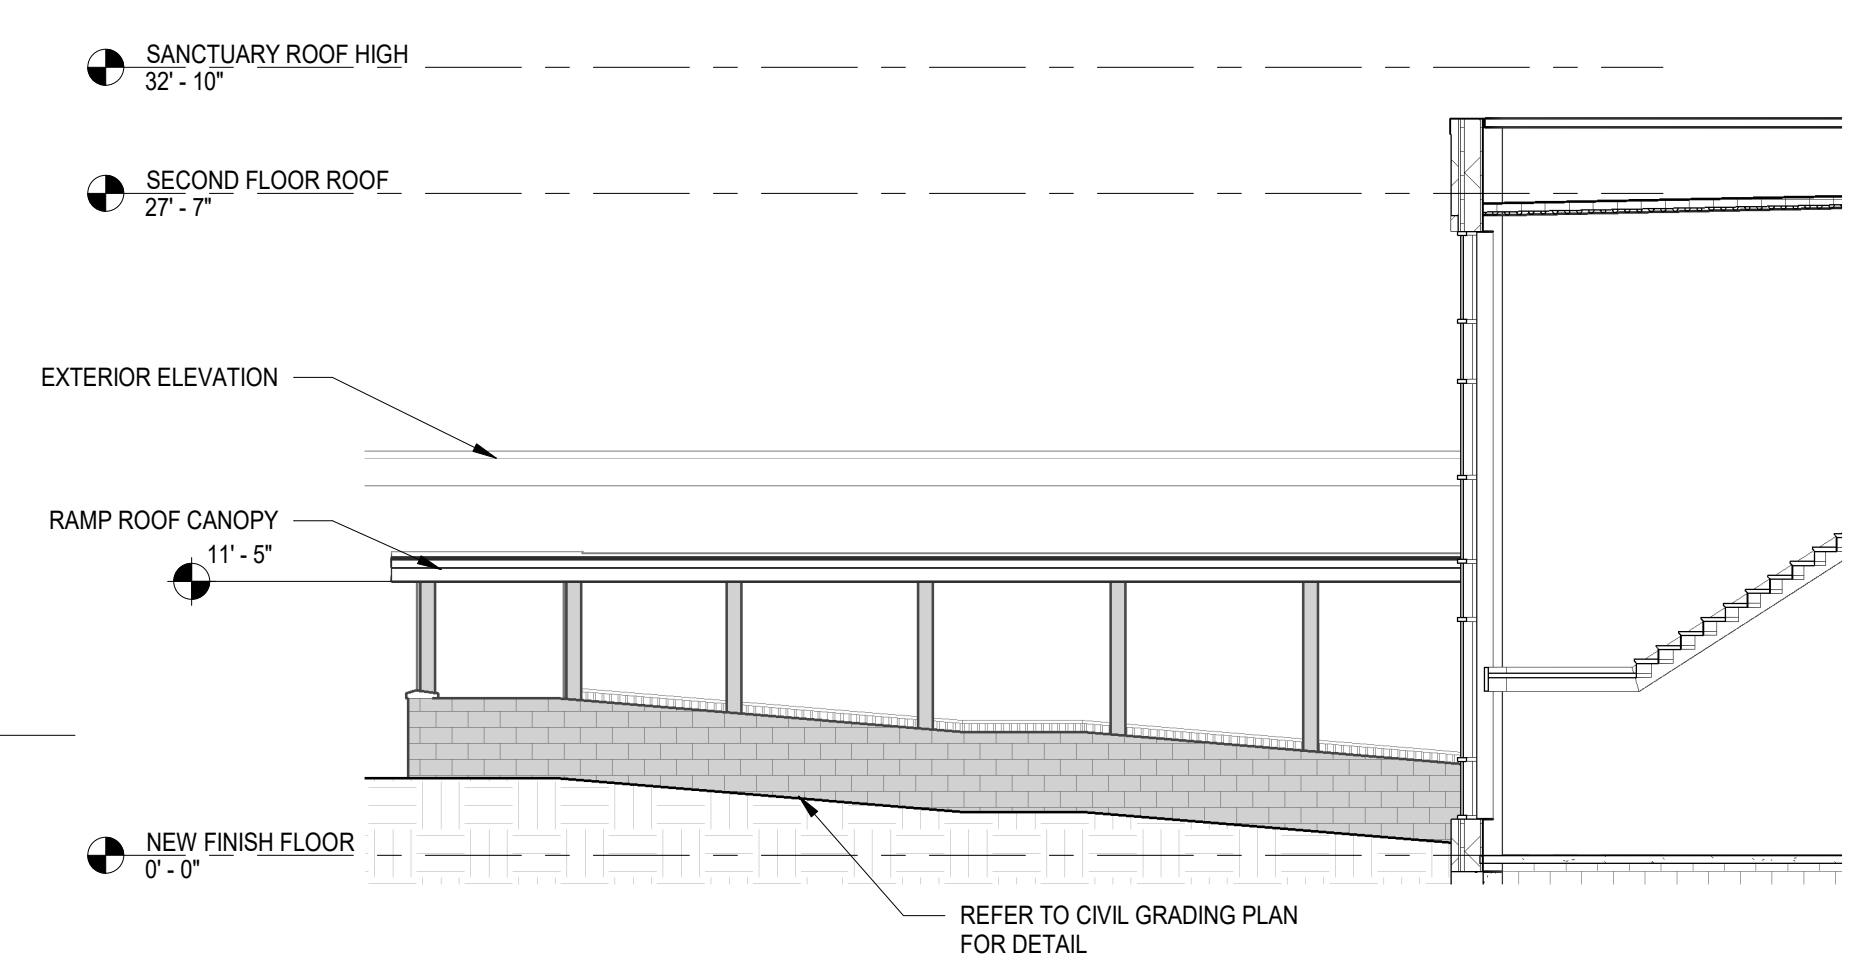 SANCTUARY ROOF HIGH
32' - 10"
SECOND FLOOR ROOF
27' - 7"
EXTERIOR ELEVATION
RAMP ROOF CANOPY
11' - 5"
NEW FINISH FLOOR
0' - 0"
REFER TO CIVIL GRADING PLAN
FOR DETAIL